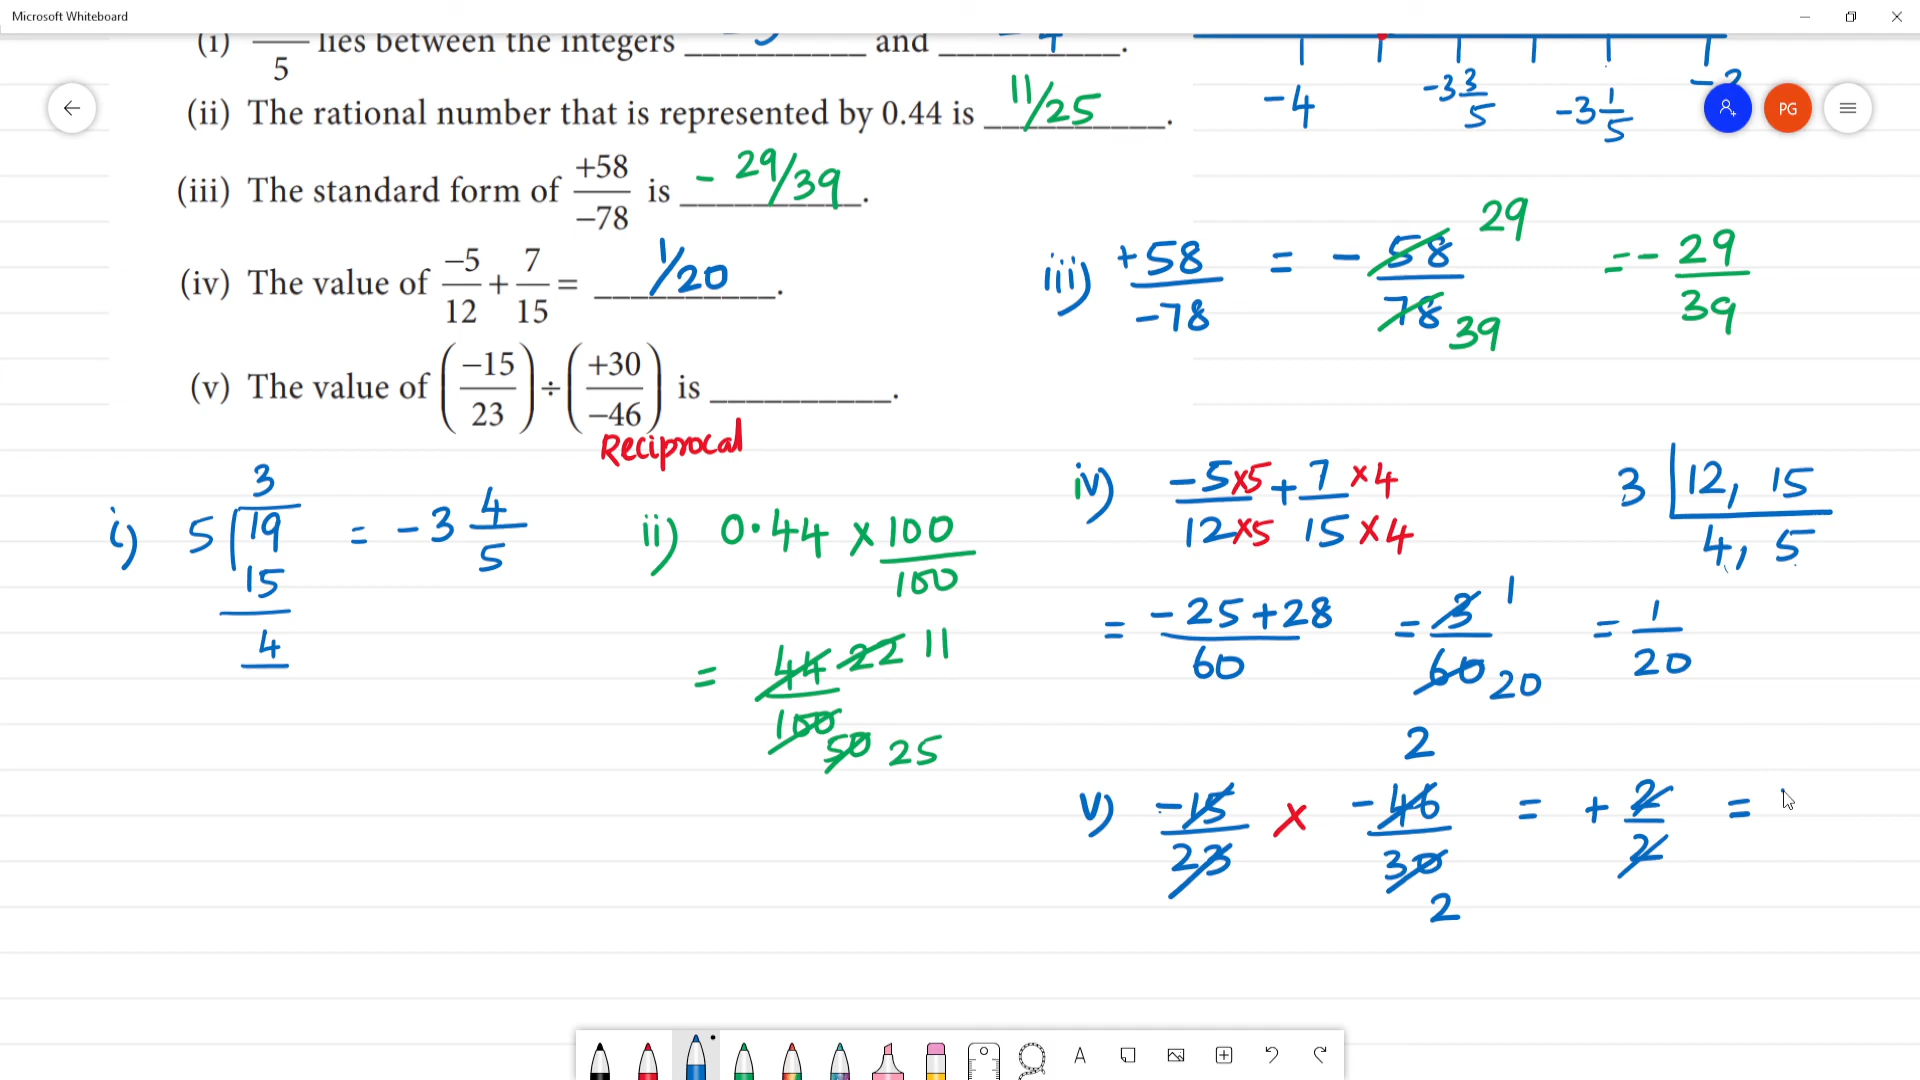 Microsoft Whiteboard
(i) ―/5 lies between the integers __________ and __________.
(ii) The rational number that is represented by 0.44 is 11/25.
(iii) The standard form of +58/−78 is - 29/39.
(iv) The value of −5/12 + 7/15 = 1/20.
(v) The value of (−15/23) ÷ (+30/−46) is __________.
Reciprocal
-4 -3 3/5 -3 1/5
PG
iii) +58/-78 = - 58/78 29 39 = - 29/39
i) 5 3 19 15 4 = -3 4/5
ii) 0.44 × 100/100
= 44 22 11
100 50 25
iv) -5×5/12×5 + 7×4/15×4
3 12, 15
4, 5
= -25+28/60 = 3/60 1 20 = 1/20
v) -15/23 × -46/30 2 2 = + 2/2 =
A